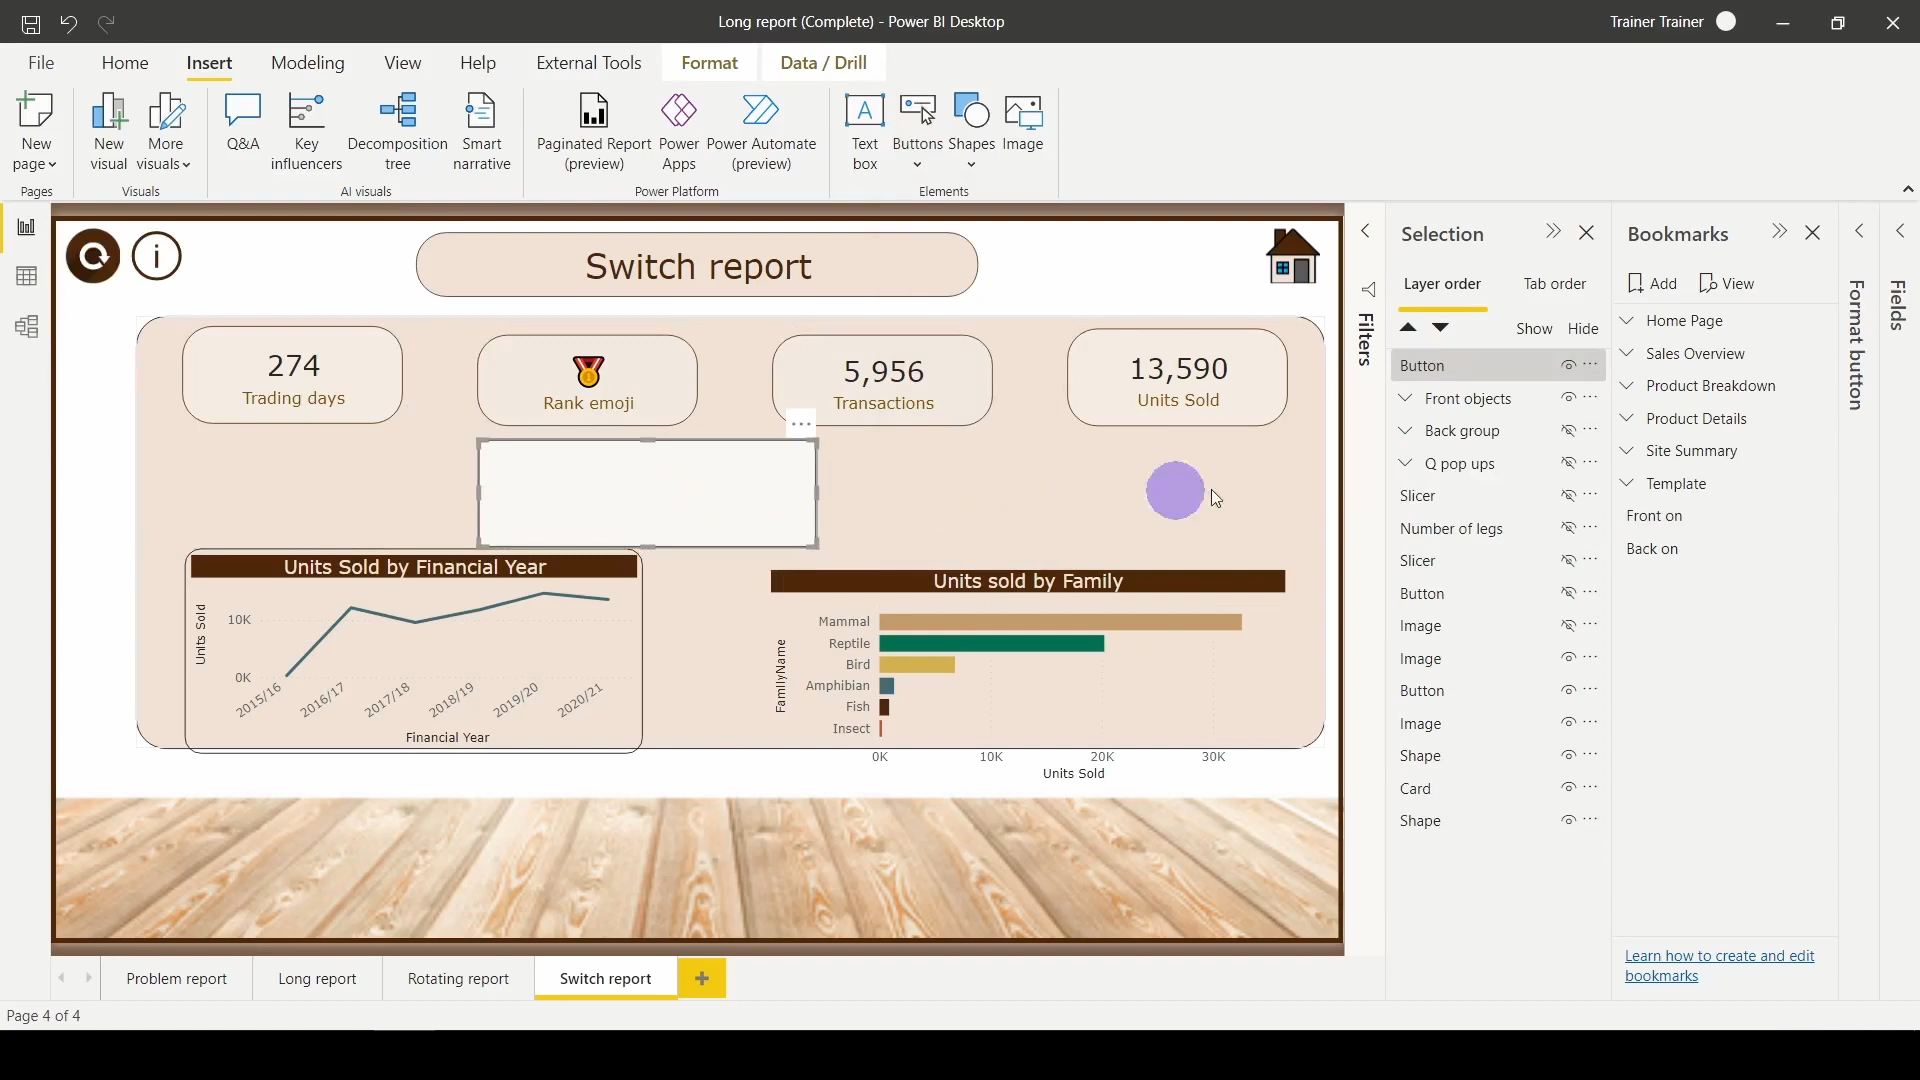 Long report (Complete) - Power BI Desktop
Trainer Trainer
File
Home
Insert
Modeling
View
Help
External Tools
Format
Data / Drill
New
page
New
visual
More
visuals
Q&A
Key
influencers
Decomposition
tree
Smart
narrative
Paginated Report
(preview)
Power
Apps
Power Automate
(preview)
A
Text
box
Buttons
Shapes
Image
Pages
Visuals
AI visuals
Power Platform
Elements
i
Switch report
274
Trading days
Rank emoji
5,956
Transactions
13,590
Units Sold
Units Sold by Financial Year
Units Sold
10K
0K
2015/16
2016/17
2017/18
2018/19
2019/20
2020/21
Financial Year
Units sold by Family
FamilyName
Mammal
Reptile
Bird
Amphibian
Fish
Insect
0K
10K
20K
30K
Units Sold
Filters
Selection
Layer order
Tab order
Show
Hide
Button
Front objects
Back group
Q pop ups
Slicer
Number of legs
Slicer
Button
Image
Image
Button
Image
Shape
Card
Shape
Bookmarks
Add
View
Home Page
Sales Overview
Product Breakdown
Product Details
Site Summary
Template
Front on
Back on
Learn how to create and edit
bookmarks
Format button
Fields
Problem report
Long report
Rotating report
Switch report
Page 4 of 4